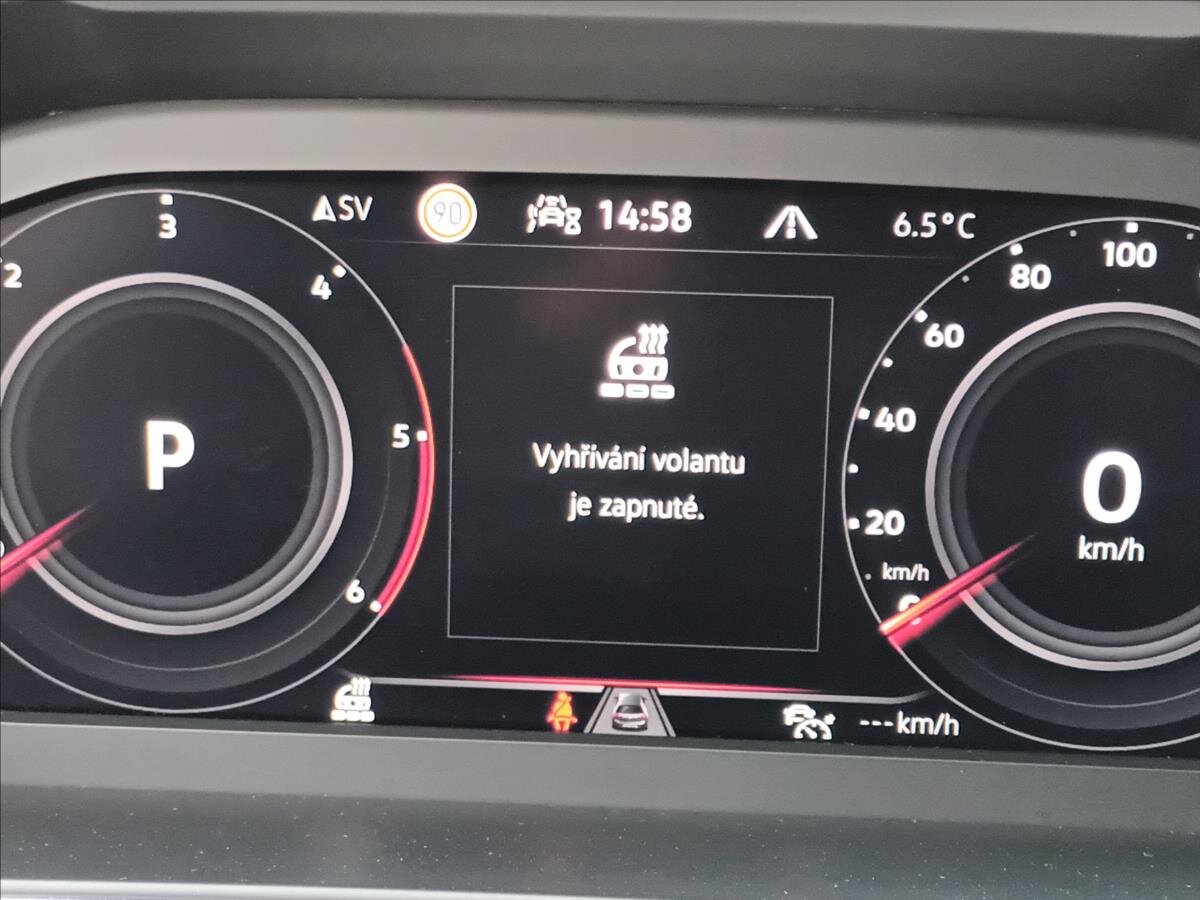 SV 90 14:58 6.5°C
2 3 4 5 6
P
Vyhřívání volantu
je zapnuté.
20 40 60 80 100
km/h
0
km/h
---km/h